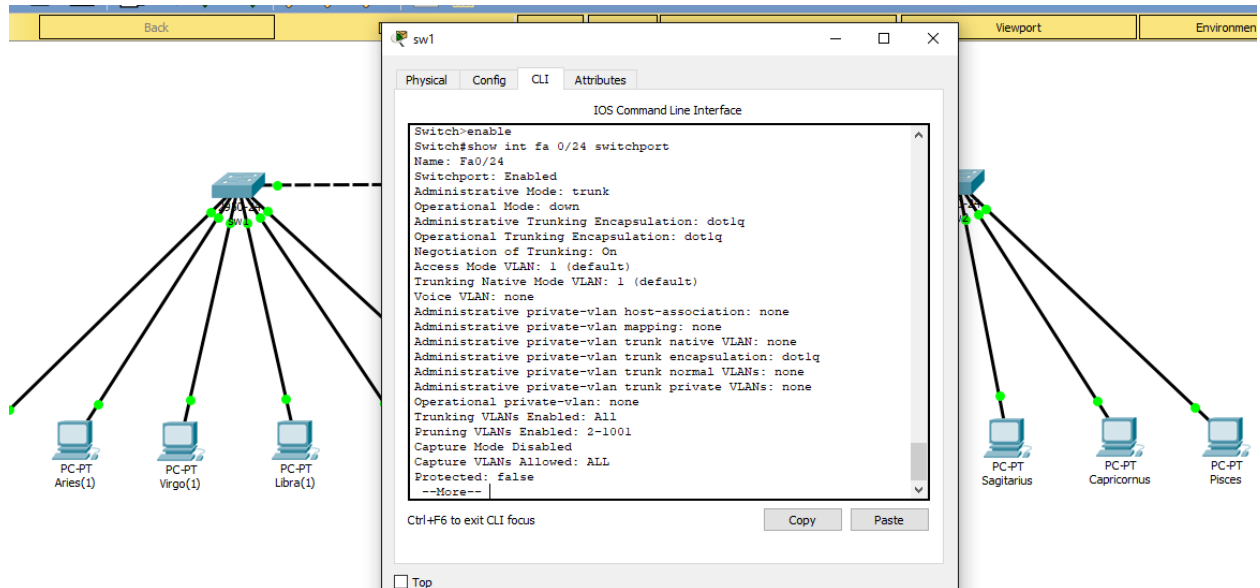 Back
Viewport
Environmen
sw1
Physical
Config
CLI
Attributes
IOS Command Line Interface
Switch>enable
Switch#show int fa 0/24 switchport
Name: Fa0/24
Switchport: Enabled
Administrative Mode: trunk
Operational Mode: down
Administrative Trunking Encapsulation: dot1q
Operational Trunking Encapsulation: dot1q
Negotiation of Trunking: On
Access Mode VLAN: 1 (default)
Trunking Native Mode VLAN: 1 (default)
Voice VLAN: none
Administrative private-vlan host-association: none
Administrative private-vlan mapping: none
Administrative private-vlan trunk native VLAN: none
Administrative private-vlan trunk encapsulation: dot1q
Administrative private-vlan trunk normal VLANs: none
Administrative private-vlan trunk private VLANs: none
Operational private-vlan: none
Trunking VLANs Enabled: All
Pruning VLANs Enabled: 2-1001
Capture Mode Disabled
Capture VLANs Allowed: ALL
Protected: false
--More--
Ctrl+F6 to exit CLI focus
Copy
Paste
Top
sw1
PC-PT
Aries(1)
PC-PT
Virgo(1)
PC-PT
Libra(1)
PC-PT
Sagitarius
PC-PT
Capricornus
PC-PT
Pisces